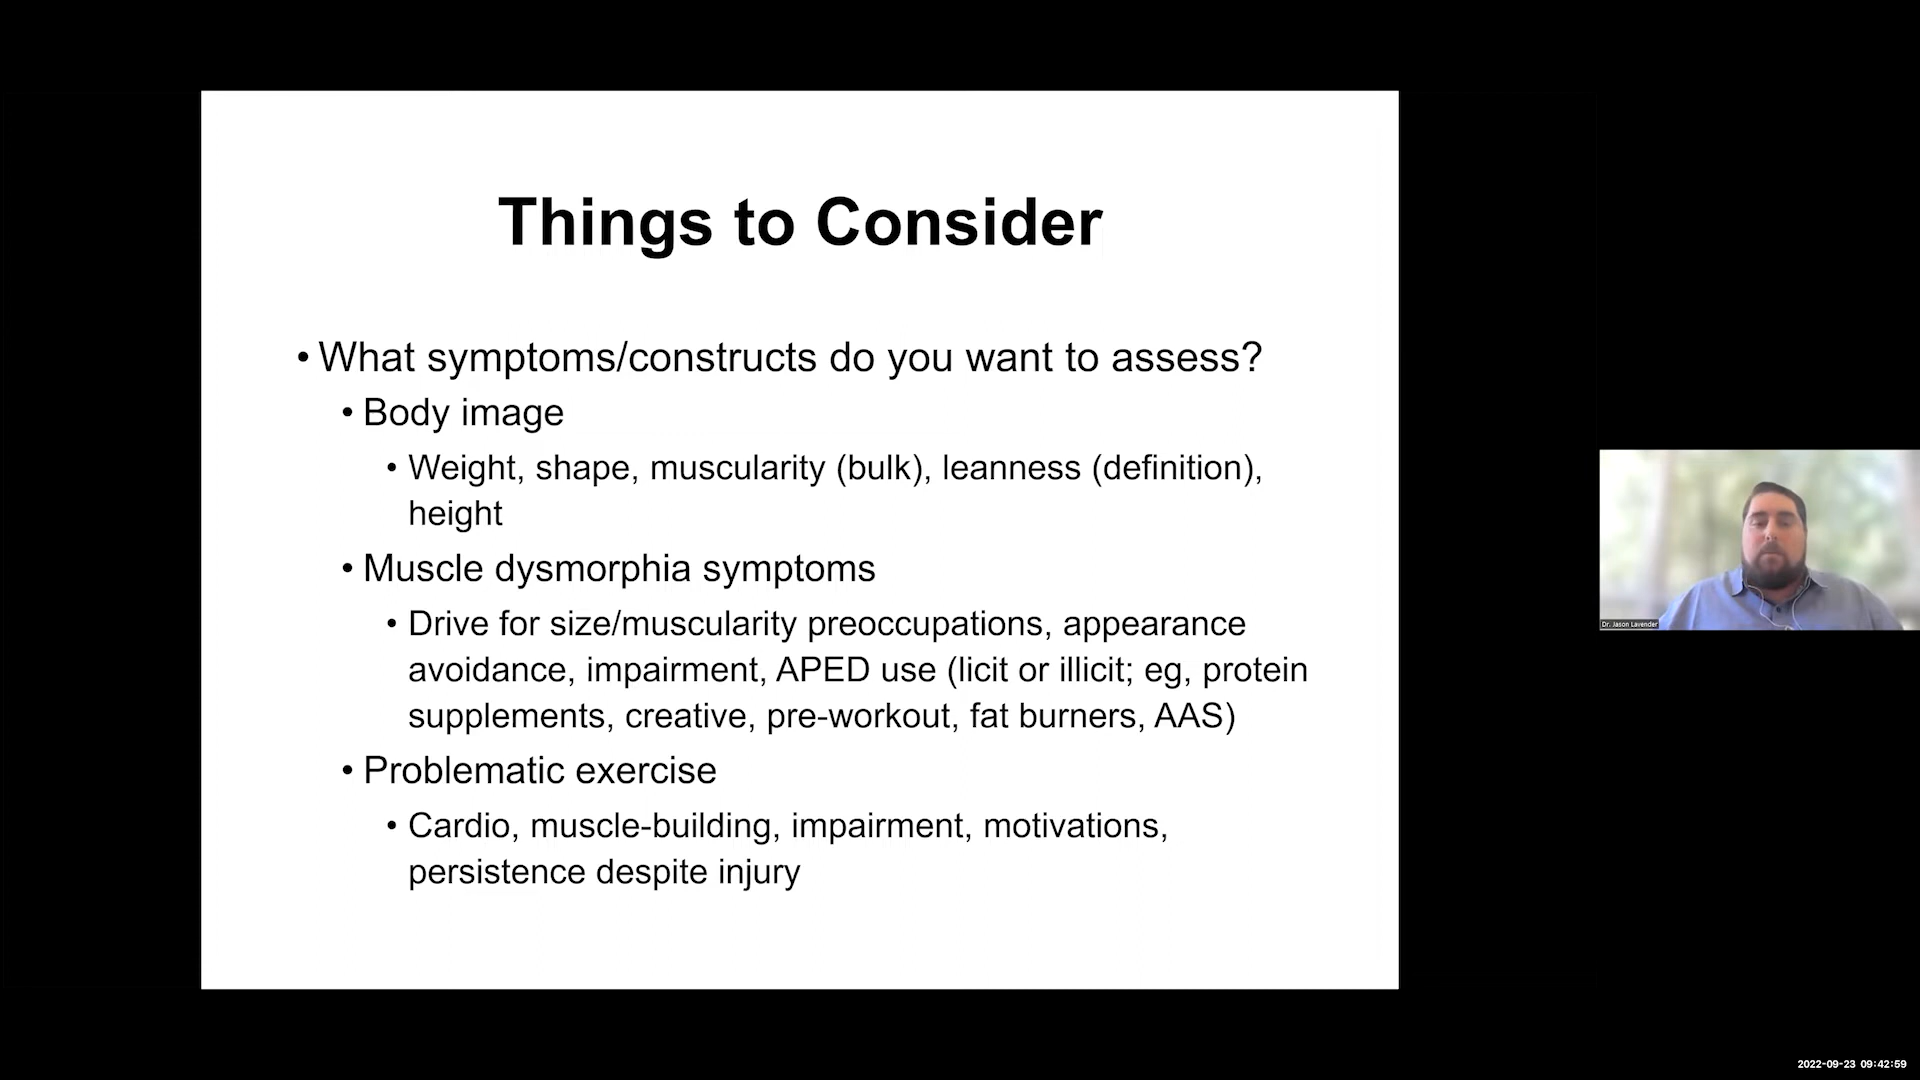 Things to Consider
• What symptoms/constructs do you want to assess?
• Body image
• Weight, shape, muscularity (bulk), leanness (definition),
height
• Muscle dysmorphia symptoms
• Drive for size/muscularity preoccupations, appearance
avoidance, impairment, APED use (licit or illicit; eg, protein
supplements, creative, pre-workout, fat burners, AAS)
• Problematic exercise
• Cardio, muscle-building, impairment, motivations,
persistence despite injury
Dr. Jason Lavender
2022-09-23 09:42:59